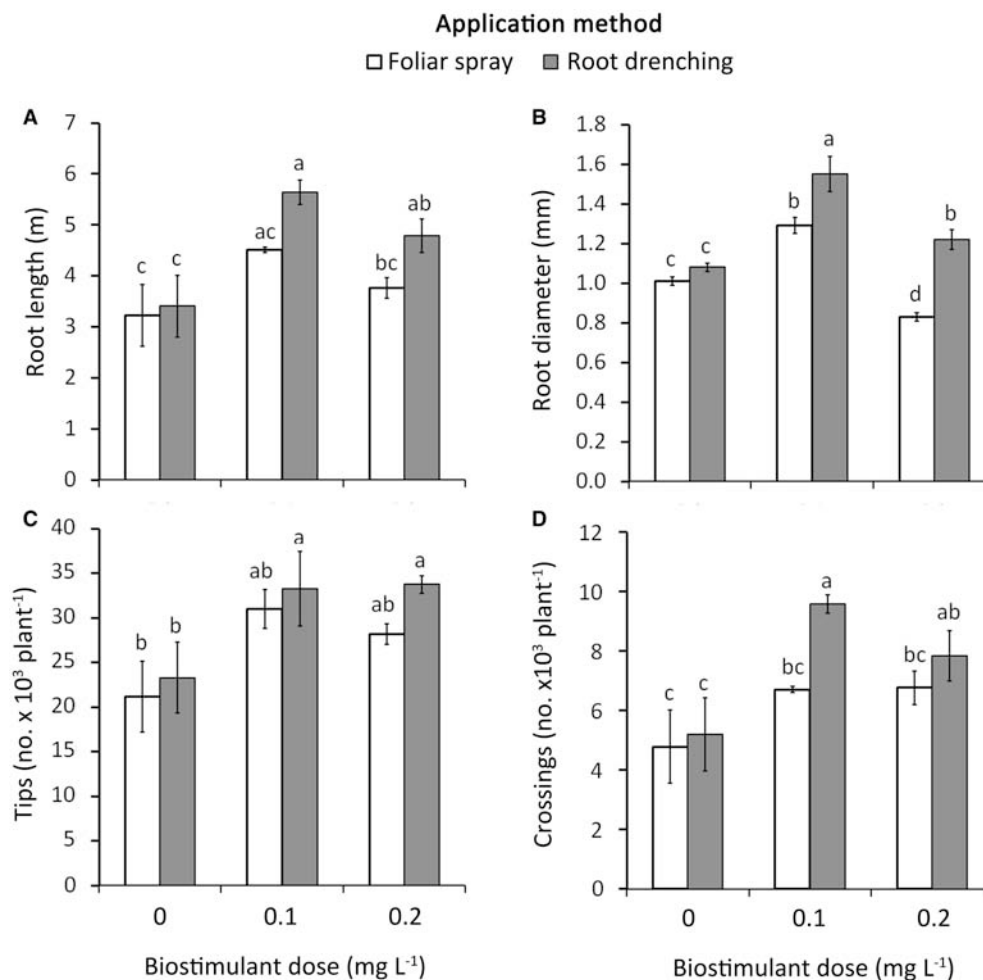 Application method
Foliar spray Root drenching
A
Root length (m)
7
6
5
4
3
2
1
0
c c ac a bc ab
B
Root diameter (mm)
1.8
1.6
1.4
1.2
1.0
0.8
0.6
0.4
0.2
0.0
c c b a d b
C
Tips (no. x 10³ plant⁻¹)
40
35
30
25
20
15
10
5
0
b b ab a ab a
0 0.1 0.2
Biostimulant dose (mg L⁻¹)
D
Crossings (no. x10³ plant⁻¹)
12
10
8
6
4
2
0
c c bc a bc ab
0 0.1 0.2
Biostimulant dose (mg L⁻¹)